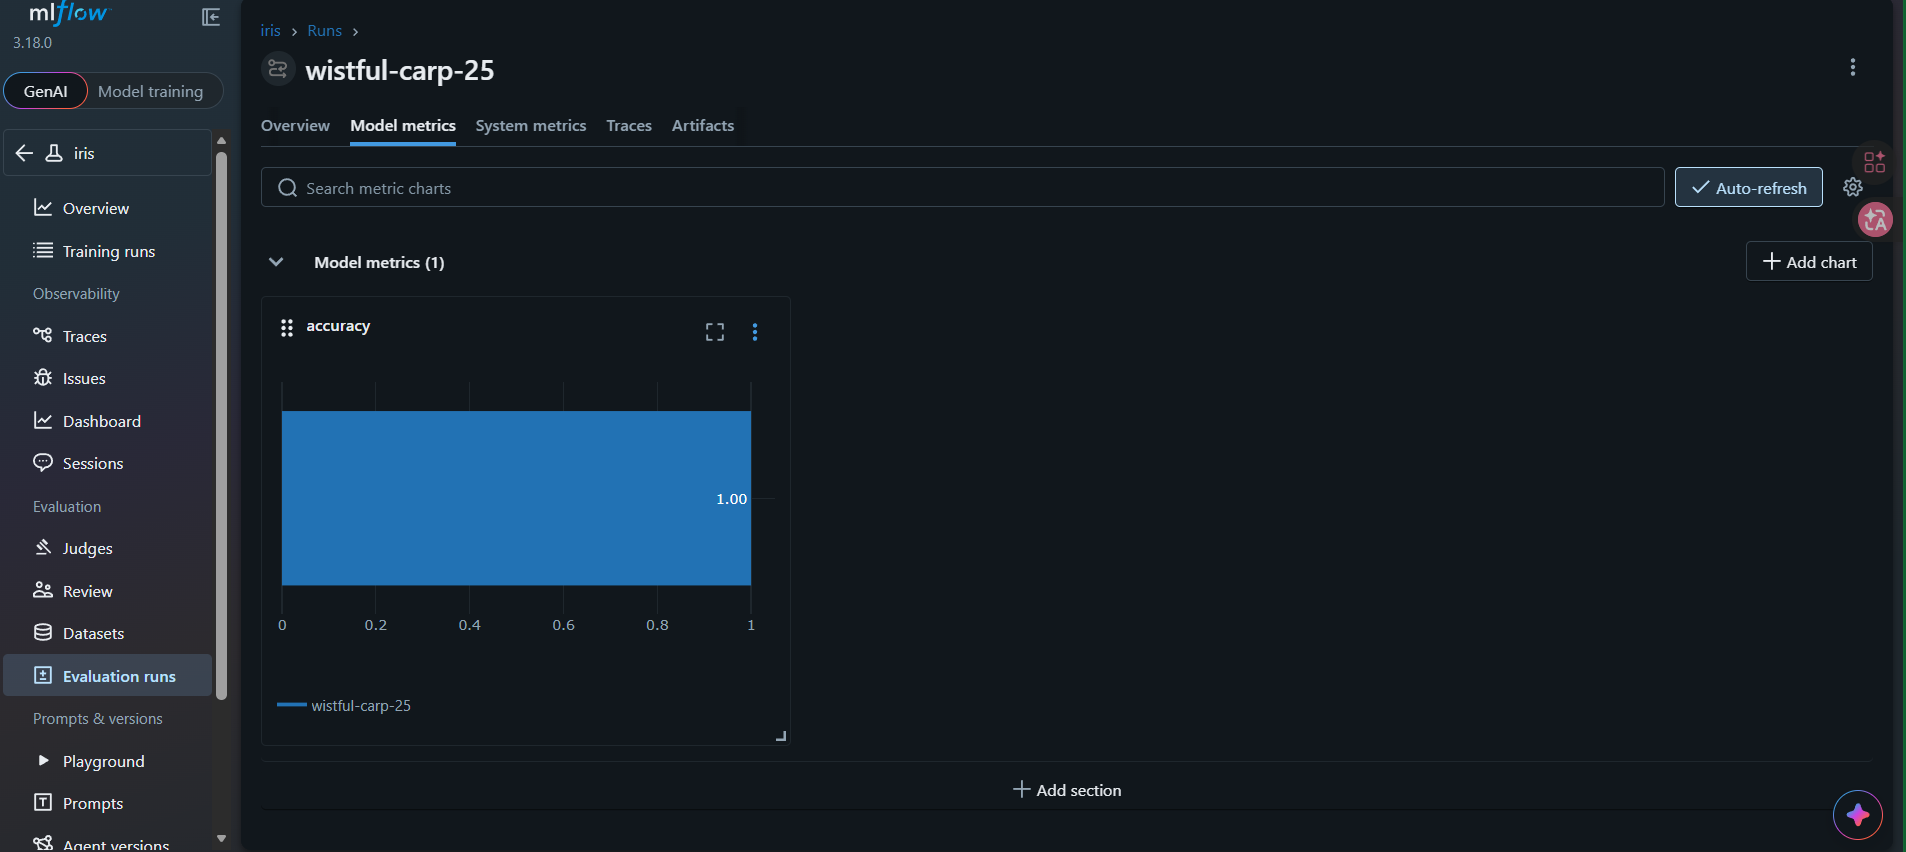 mlflow
3.18.0
GenAI
Model training
iris
Overview
Training runs
Observability
Traces
Issues
Dashboard
Sessions
Evaluation
Judges
Review
Datasets
Evaluation runs
Prompts & versions
Playground
Prompts
Agent versions
iris > Runs >
wistful-carp-25
Overview Model metrics System metrics Traces Artifacts
Search metric charts
Auto-refresh
Model metrics (1)
Add chart
accuracy
1.00
0 0.2 0.4 0.6 0.8 1
wistful-carp-25
Add section